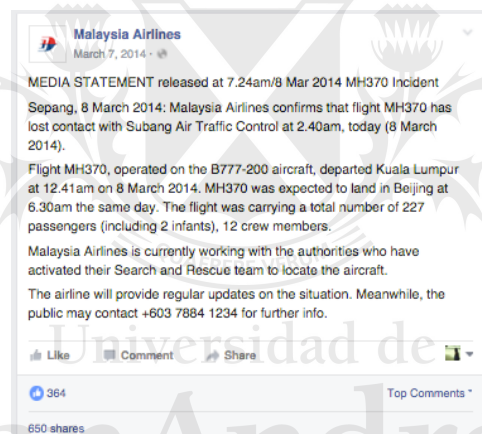 Malaysia Airlines
March 7, 2014 ·
MEDIA STATEMENT released at 7.24am/8 Mar 2014 MH370 Incident
Sepang, 8 March 2014: Malaysia Airlines confirms that flight MH370 has
lost contact with Subang Air Traffic Control at 2.40am, today (8 March
2014).
Flight MH370, operated on the B777-200 aircraft, departed Kuala Lumpur
at 12.41am on 8 March 2014. MH370 was expected to land in Beijing at
6.30am the same day. The flight was carrying a total number of 227
passengers (including 2 infants), 12 crew members.
Malaysia Airlines is currently working with the authorities who have
activated their Search and Rescue team to locate the aircraft.
The airline will provide regular updates on the situation. Meanwhile, the
public may contact +603 7884 1234 for further info.
Universidad de
Like Comment Share
364 Top Comments
650 shares